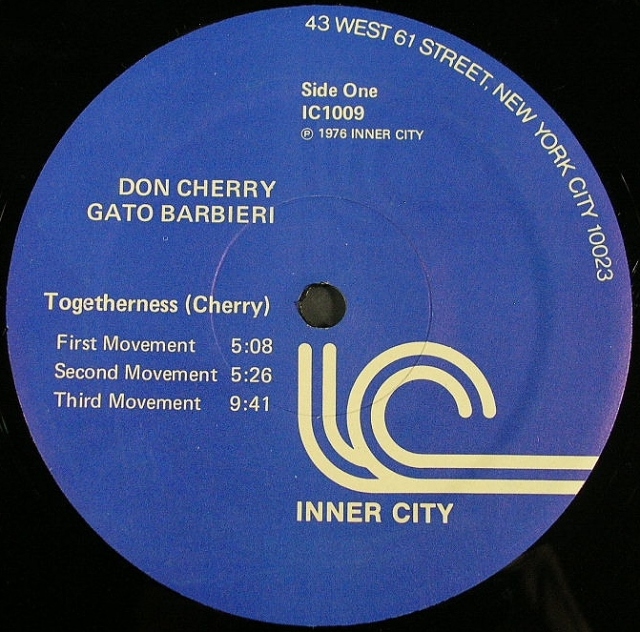 43 WEST 61 STREET, NEW YORK CITY 10023
Side One
IC1009
℗ 1976 INNER CITY
DON CHERRY
GATO BARBIERI
Togetherness (Cherry)
First Movement 5:08
Second Movement 5:26
Third Movement 9:41
ic
INNER CITY